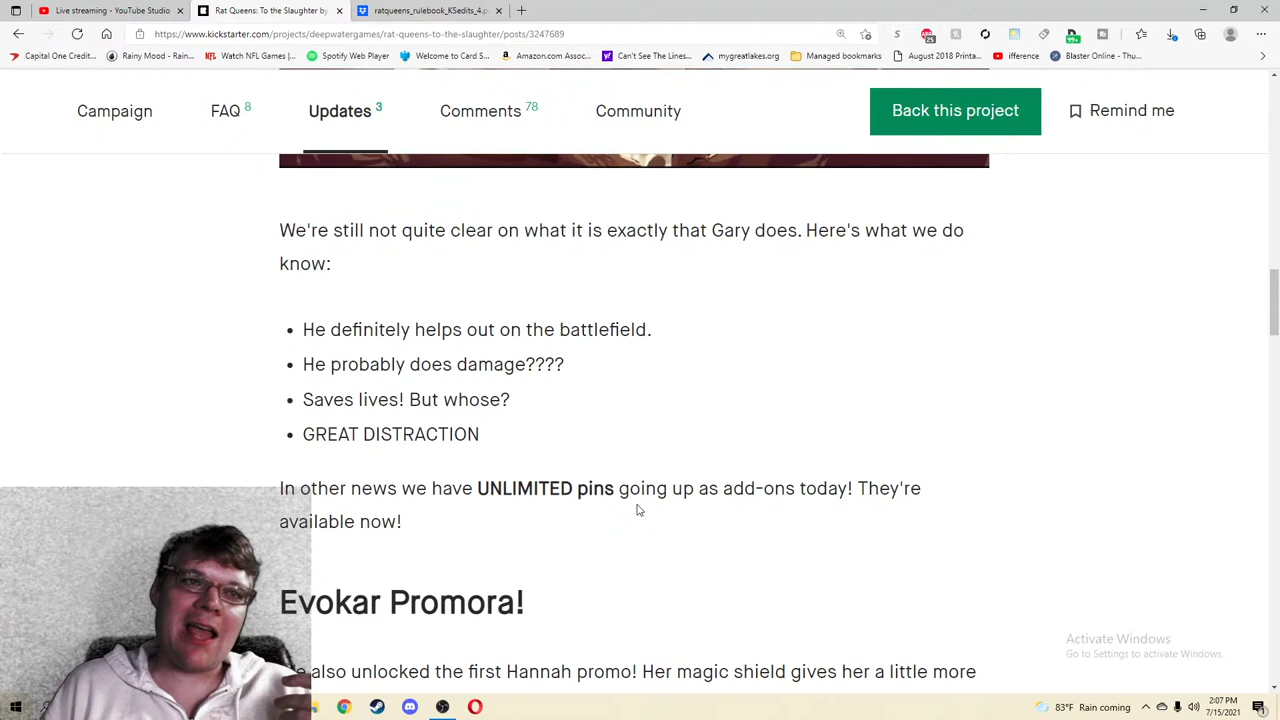 Live streaming - YouTube Studio
Rat Queens: To the Slaughter by
ratqueens_rulebook_KSedits_4.p
https://www.kickstarter.com/projects/deepwatergames/rat-queens-to-the-slaughter/posts/3247689
Capital One Credit...
Rainy Mood - Rain...
Watch NFL Games |...
Spotify Web Player
Welcome to Card S...
Amazon.com Assoc...
Can't See The Lines...
mygreatlakes.org
Managed bookmarks
August 2018 Printa...
ifference
Blaster Online - Thu...
Campaign
FAQ 8
Updates 3
Comments 78
Community
Back this project
Remind me
We're still not quite clear on what it is exactly that Gary does. Here's what we do
know:
• He definitely helps out on the battlefield.
• He probably does damage????
• Saves lives! But whose?
• GREAT DISTRACTION
In other news we have UNLIMITED pins going up as add-ons today! They're
available now!
Evokar Promora!
also unlocked the first Hannah promo! Her magic shield gives her a little more
Activate Windows
Go to Settings to activate Windows.
83°F Rain coming
2:07 PM
7/15/2021